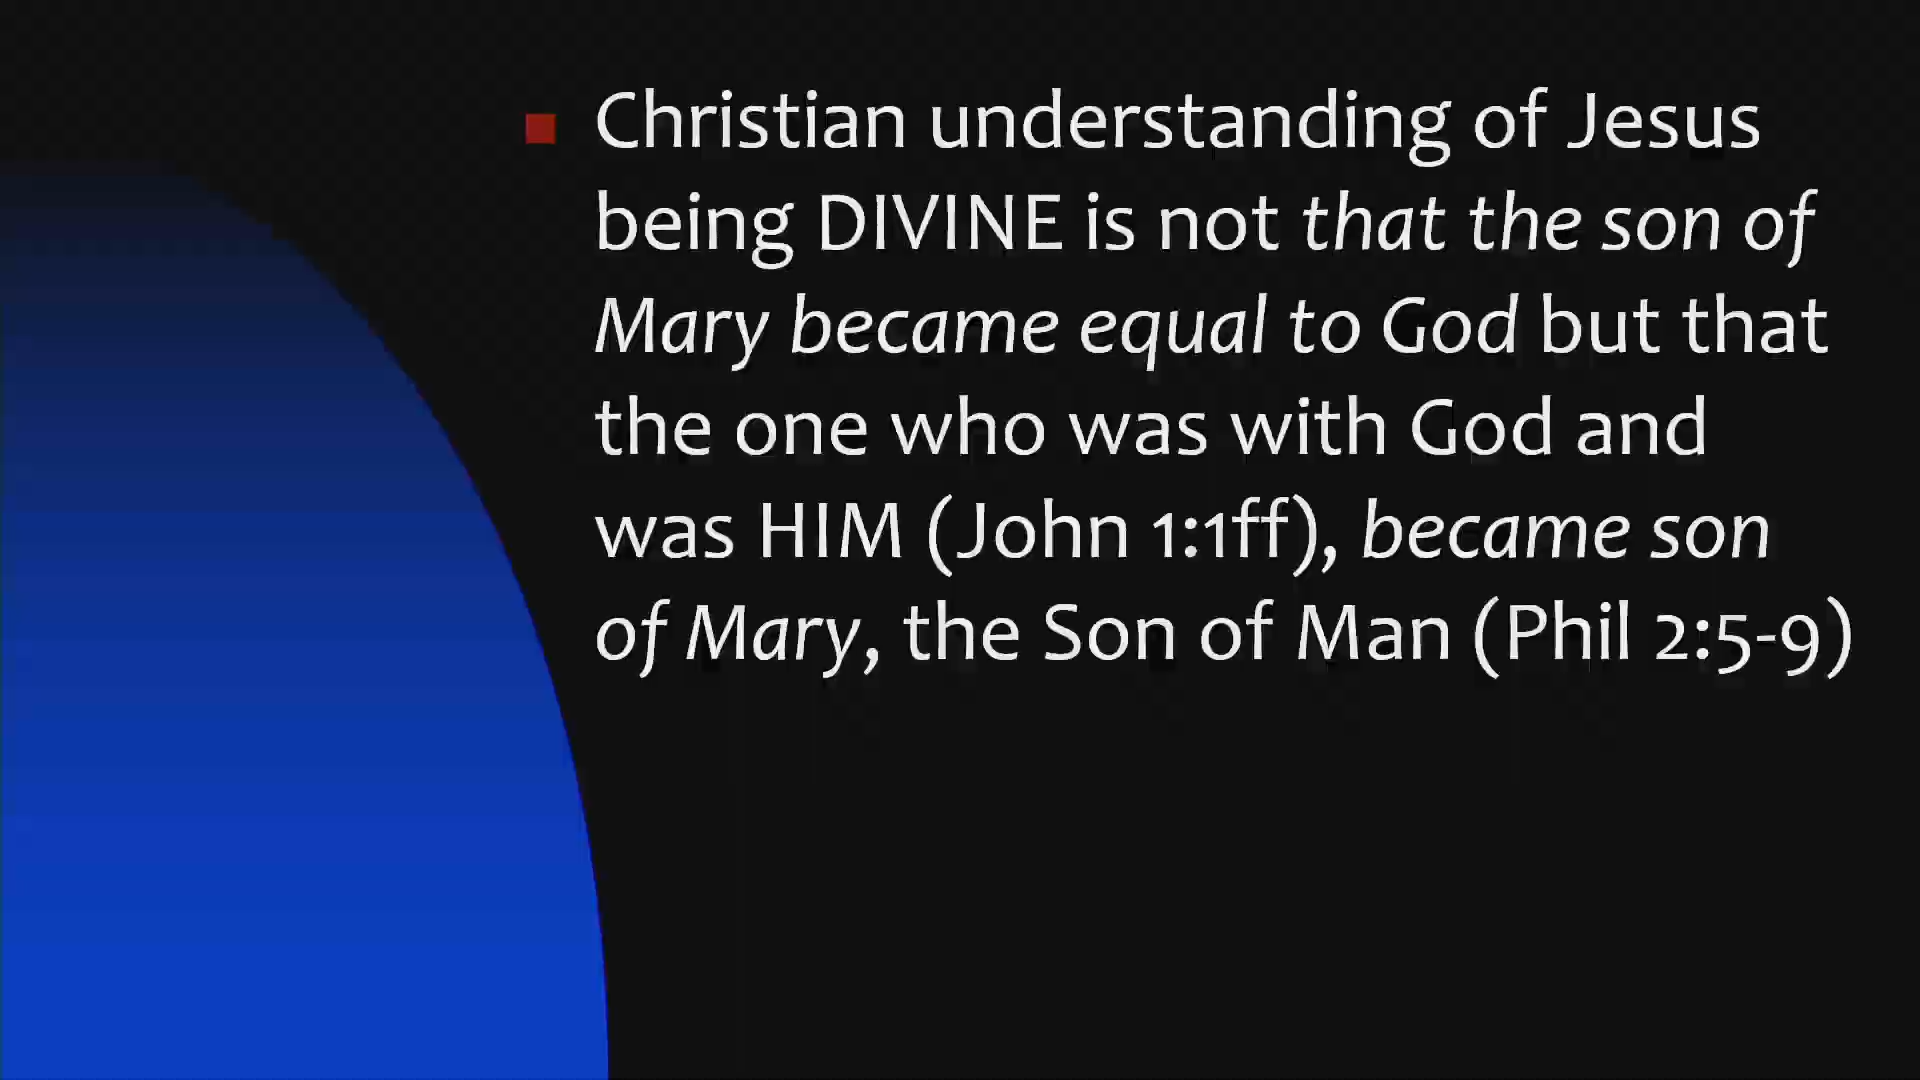 Christian understanding of Jesus
being DIVINE is not that the son of
Mary became equal to God but that
the one who was with God and
was HIM (John 1:1ff), became son
of Mary, the Son of Man (Phil 2:5-9)